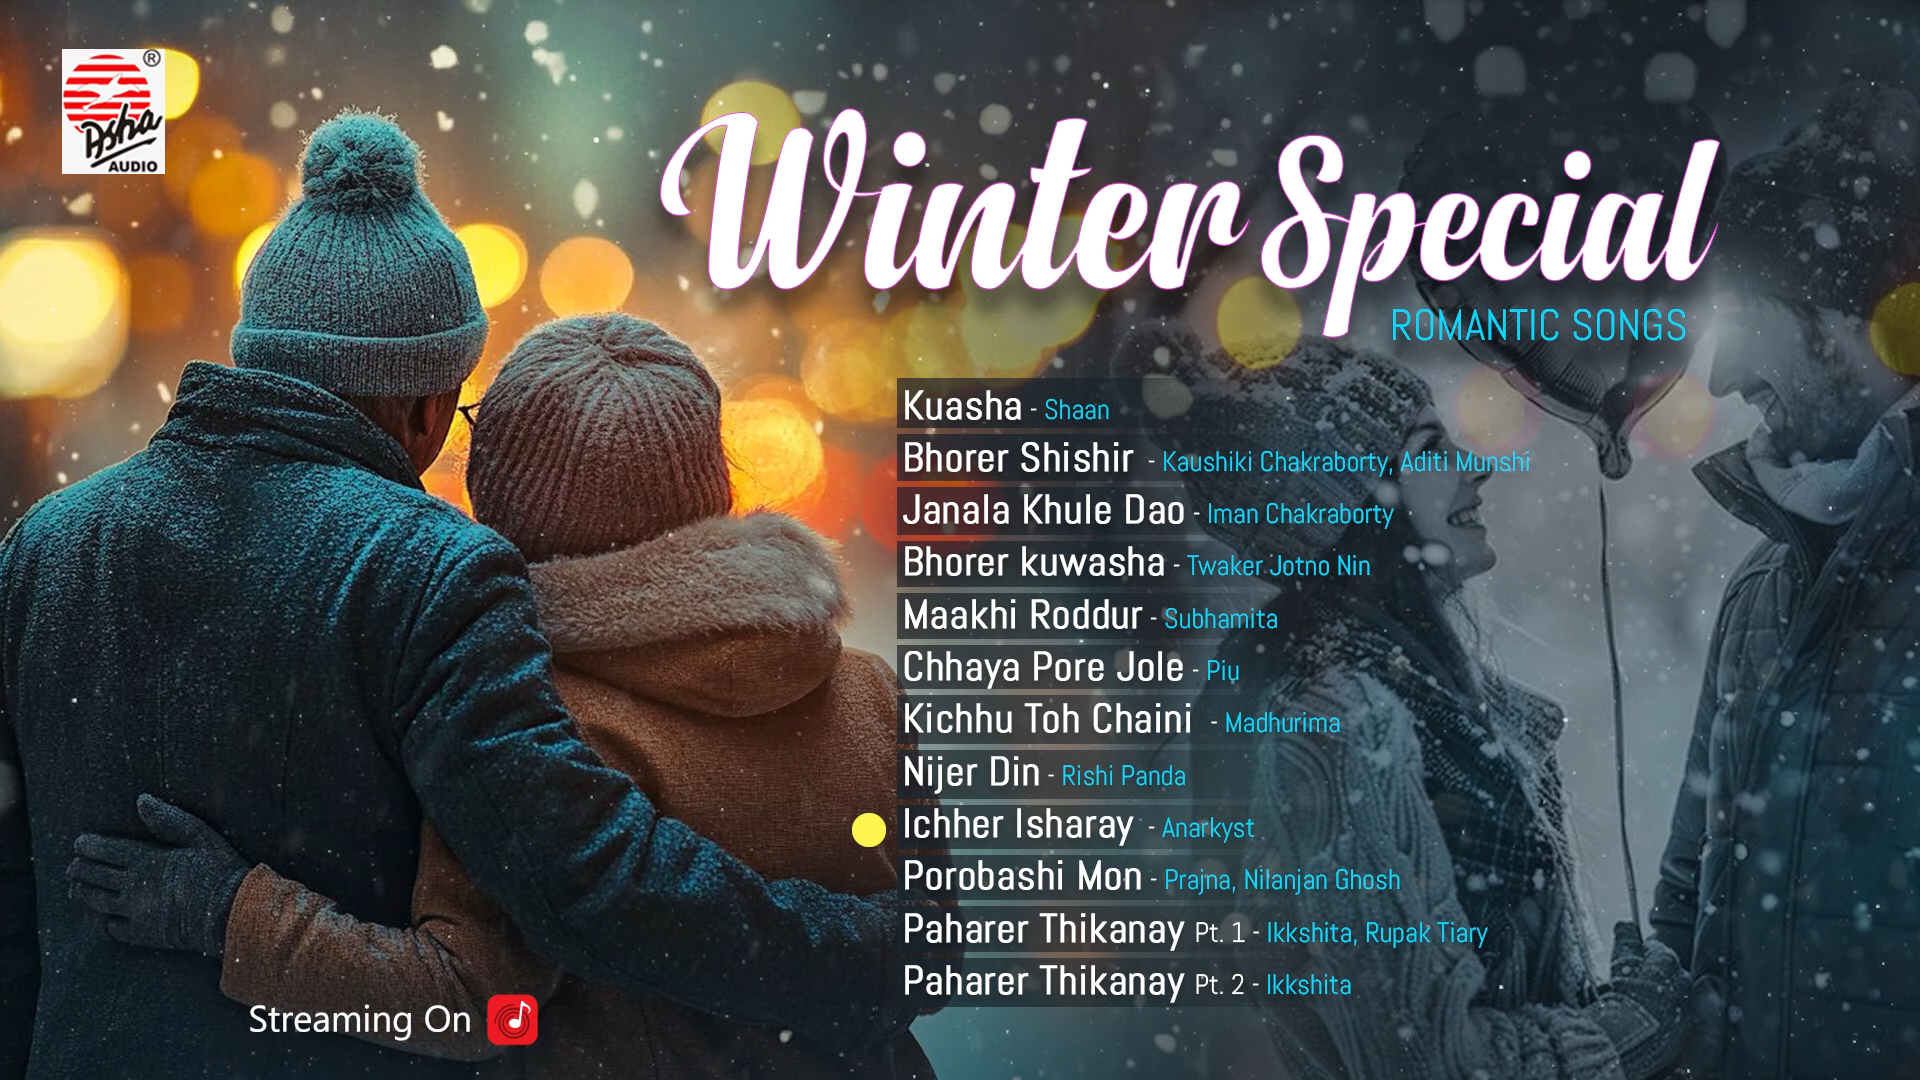 Asha
AUDIO
®
Winter Special
ROMANTIC SONGS
Kuasha - Shaan
Bhorer Shishir - Kaushiki Chakraborty, Aditi Munshi
Janala Khule Dao - Iman Chakraborty
Bhorer kuwasha - Twaker Jotno Nin
Maakhi Roddur - Subhamita
Chhaya Pore Jole - Piu
Kichhu Toh Chaini - Madhurima
Nijer Din - Rishi Panda
Ichher Isharay - Anarkyst
Porobashi Mon - Prajna, Nilanjan Ghosh
Paharer Thikanay Pt. 1 - Ikkshita, Rupak Tiary
Paharer Thikanay Pt. 2 - Ikkshita
Streaming On